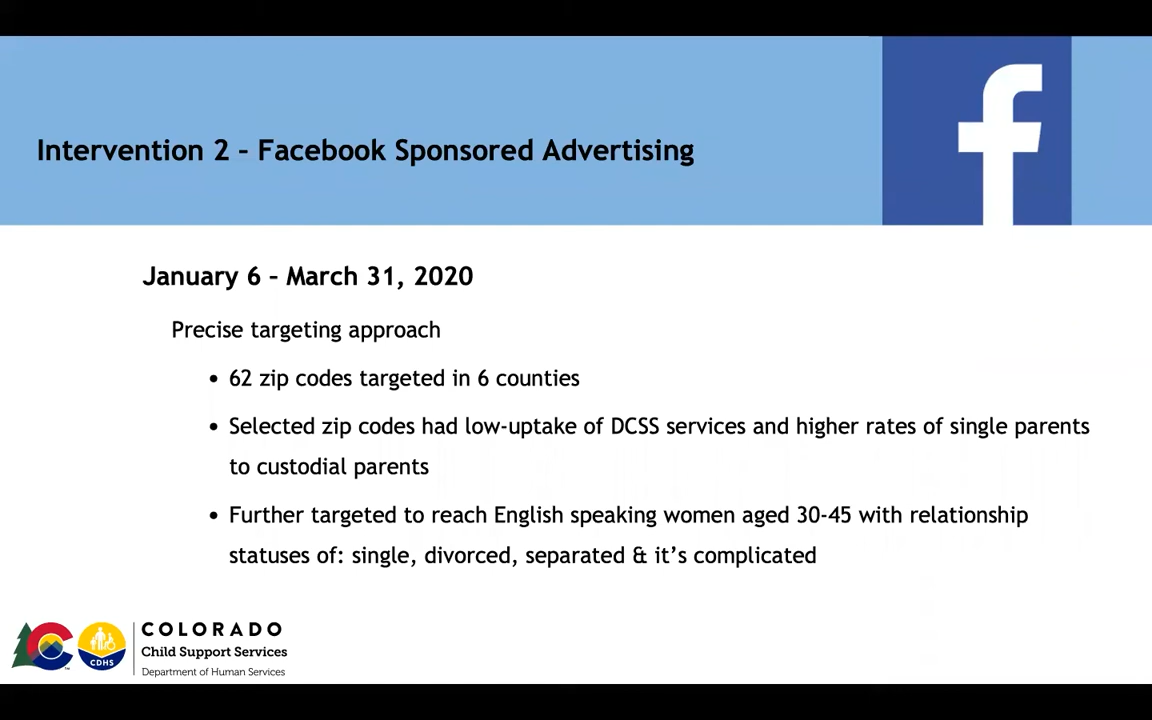 Intervention 2 – Facebook Sponsored Advertising
f
January 6 – March 31, 2020
Precise targeting approach
• 62 zip codes targeted in 6 counties
• Selected zip codes had low-uptake of DCSS services and higher rates of single parents
to custodial parents
• Further targeted to reach English speaking women aged 30-45 with relationship
statuses of: single, divorced, separated & it's complicated
CDHS
COLORADO
Child Support Services
Department of Human Services